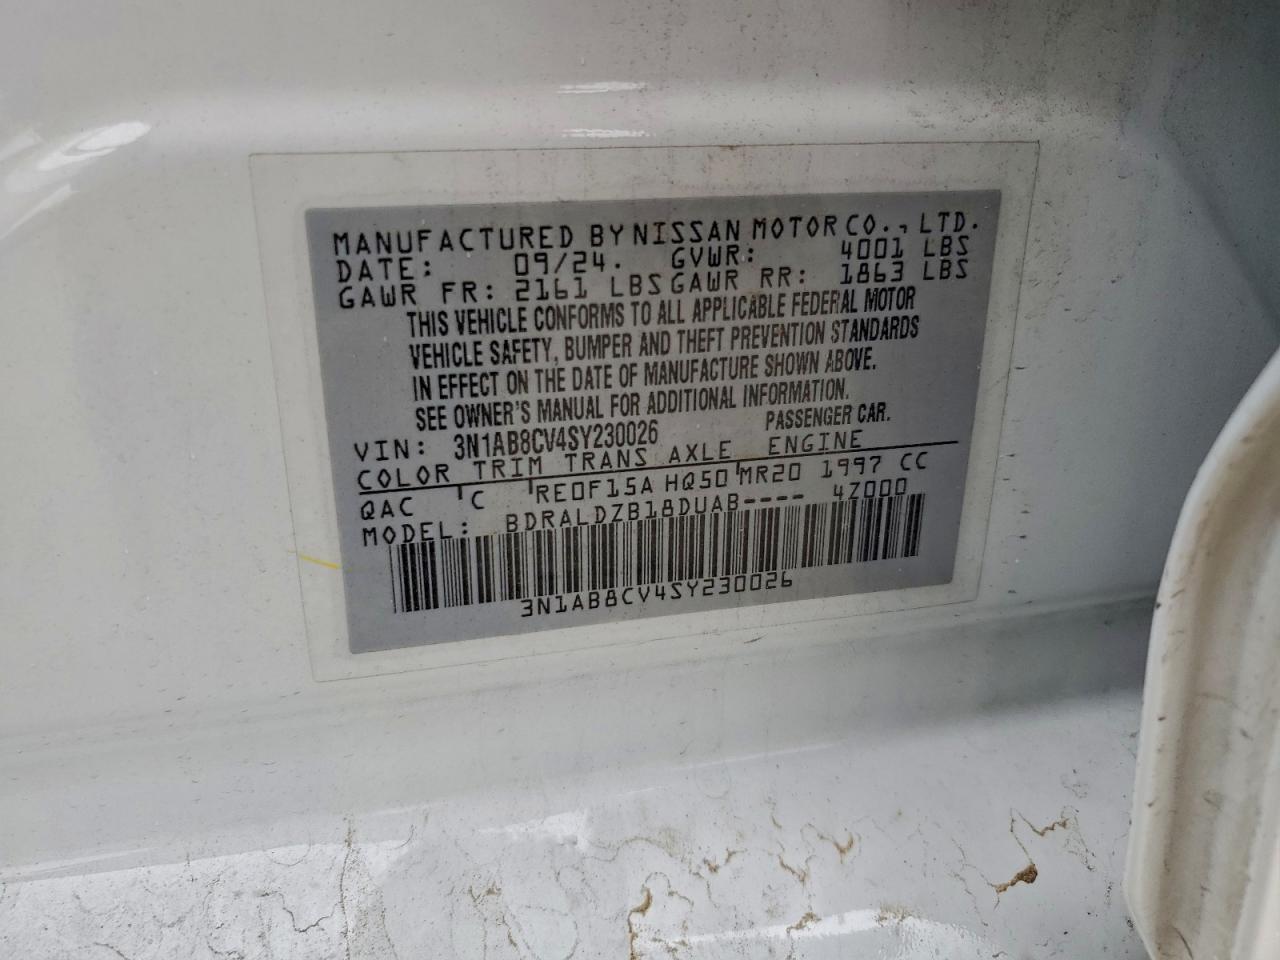 MANUFACTURED BY NISSAN MOTOR CO., LTD.
DATE: 09/24. GVWR: 4001 LBS
GAWR FR: 2161 LBS GAWR RR: 1863 LBS
THIS VEHICLE CONFORMS TO ALL APPLICABLE FEDERAL MOTOR
VEHICLE SAFETY, BUMPER AND THEFT PREVENTION STANDARDS
IN EFFECT ON THE DATE OF MANUFACTURE SHOWN ABOVE.
SEE OWNER'S MANUAL FOR ADDITIONAL INFORMATION.
VIN: 3N1AB8CV4SY230026 PASSENGER CAR.
COLOR TRIM TRANS AXLE ENGINE
QAC C RE0F15A HQ50 MR20 1997 CC
MODEL: BDRALDZB18DUAB---- 4Z000
3N1AB8CV4SY230026